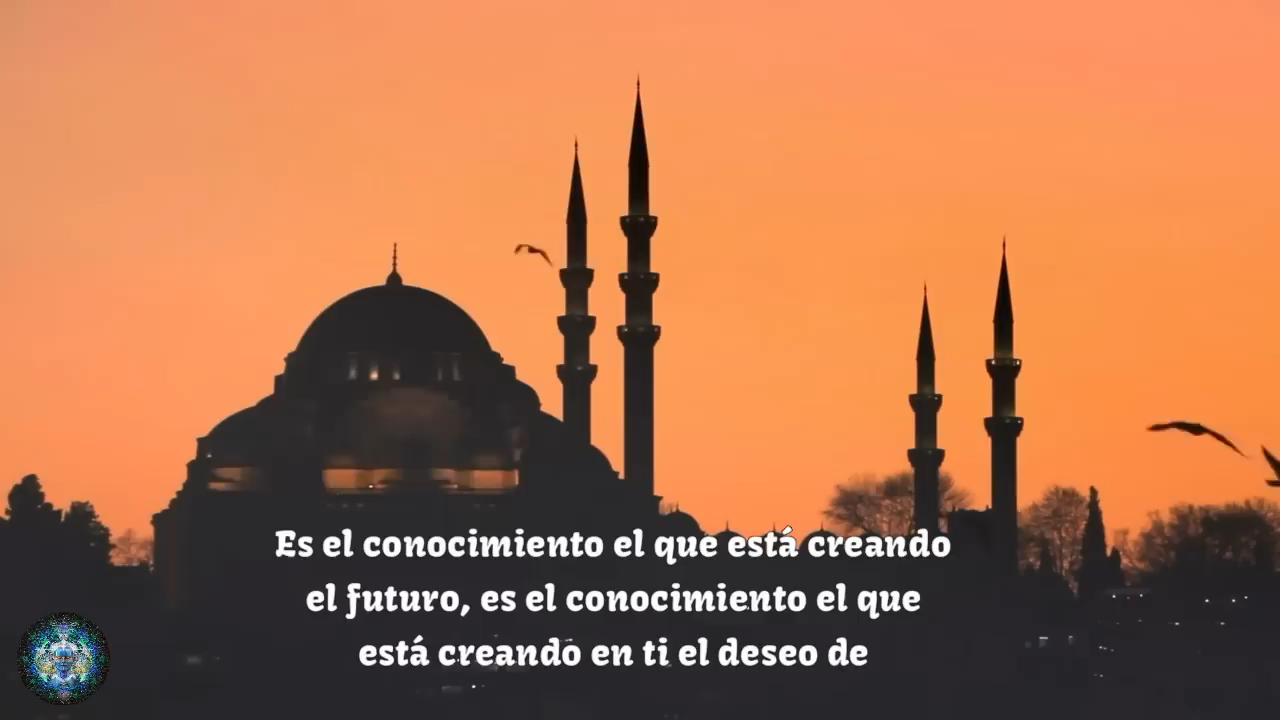 Es el conocimiento el que está creando
el futuro, es el conocimiento el que
está creando en ti el deseo de